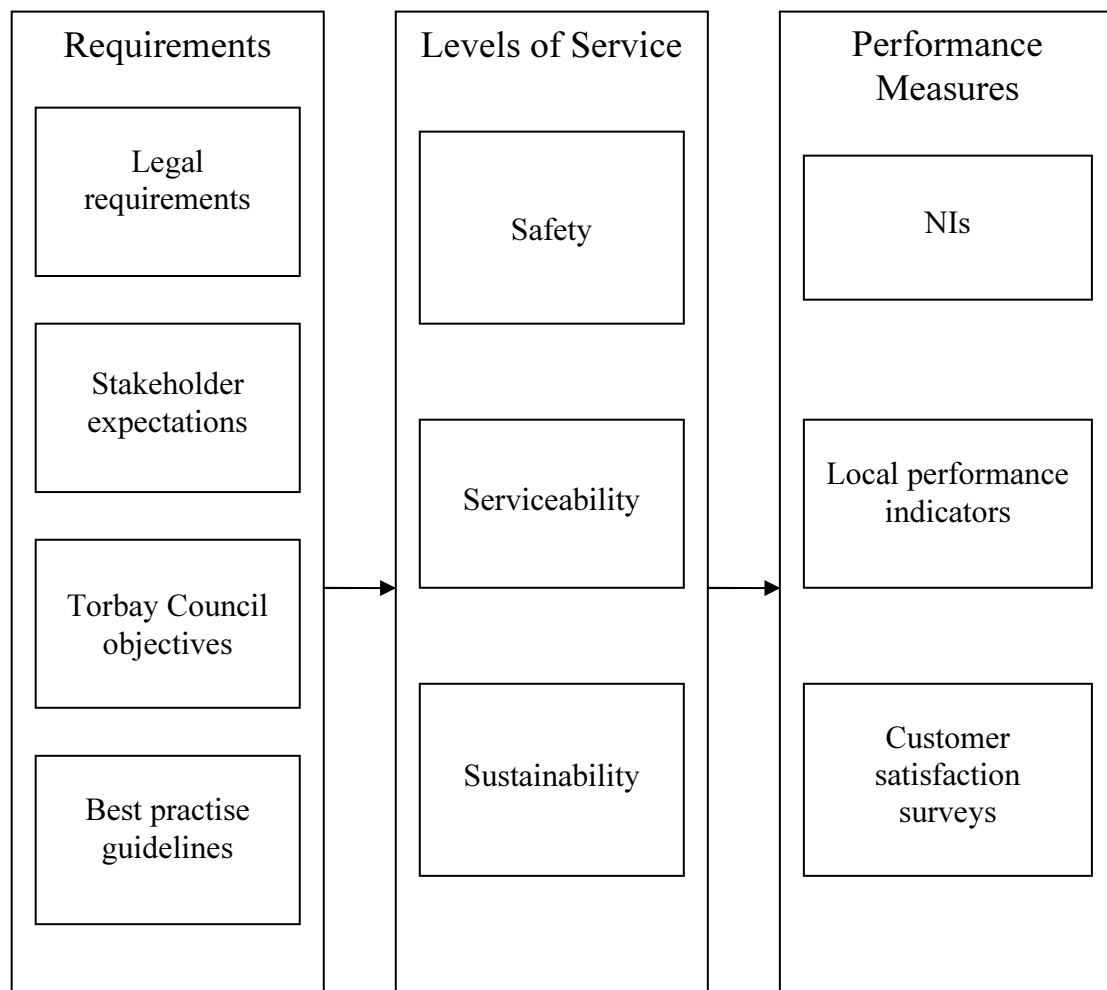 Requirements
Legal
requirements
Stakeholder
expectations
Torbay Council
objectives
Best practise
guidelines
Levels of Service
Safety
Serviceability
Sustainability
Performance
Measures
NIs
Local performance
indicators
Customer
satisfaction
surveys